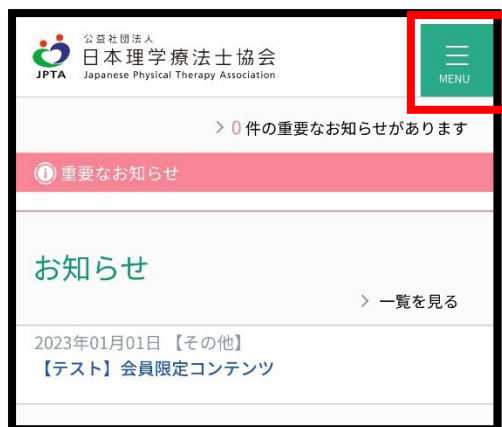 公益社団法人
日本理学療法士協会
JPTA Japanese Physical Therapy Association
MENU
> 0 件の重要なお知らせがあります
重要なお知らせ
お知らせ
> 一覧を見る
2023年01月01日 【その他】
【テスト】会員限定コンテンツ